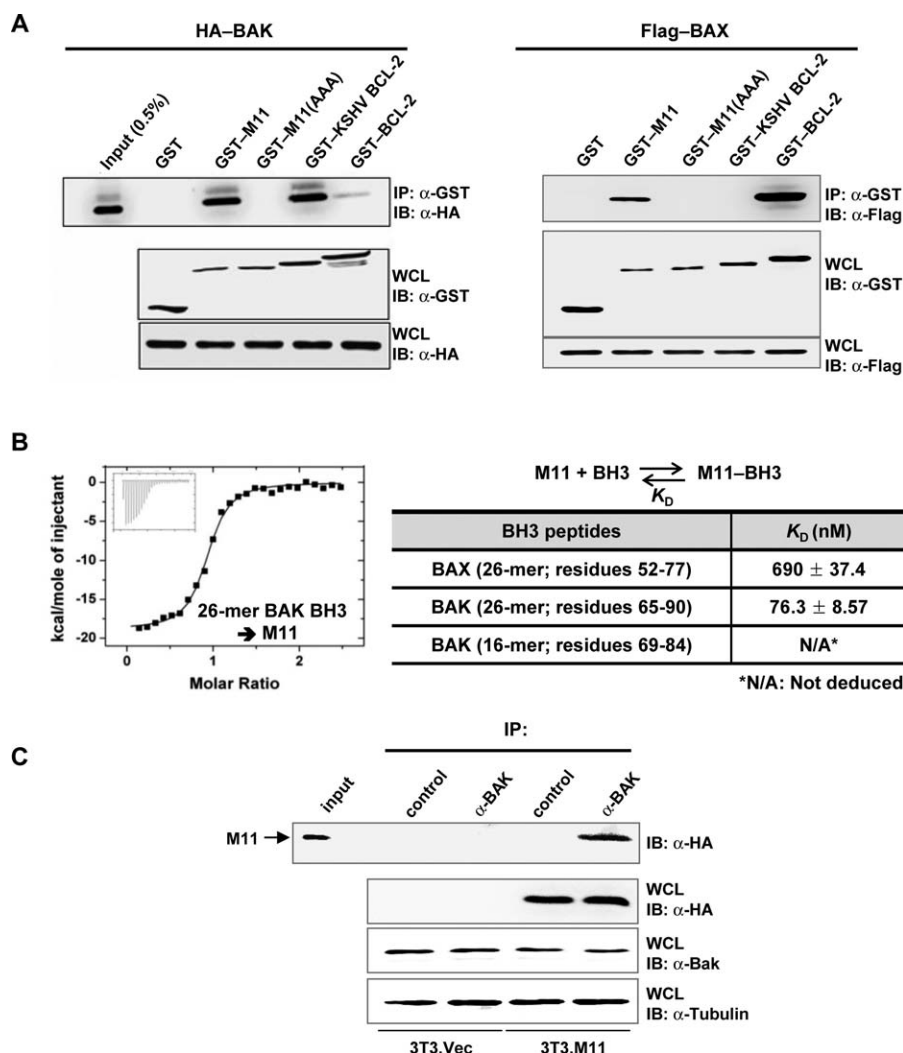 A
HA–BAK
Input (0.5%)
GST
GST–M11
GST–M11(AAA)
GST–KSHV BCL-2
GST–BCL-2
IP: α-GST
IB: α-HA
WCL
IB: α-GST
WCL
IB: α-HA
Flag–BAX
GST
GST–M11
GST–M11(AAA)
GST–KSHV BCL-2
GST–BCL-2
IP: α-GST
IB: α-Flag
WCL
IB: α-GST
WCL
IB: α-Flag
B
kcal/mole of injectant
0
-5
-10
-15
-20
26-mer BAK BH3
➔ M11
0 1 2
Molar Ratio
M11 + BH3 ⇌ M11–BH3
KD
BH3 peptides KD (nM)
BAX (26-mer; residues 52-77) 690 ± 37.4
BAK (26-mer; residues 65-90) 76.3 ± 8.57
BAK (16-mer; residues 69-84) N/A*
*N/A: Not deduced
C
IP:
input
control
α-BAK
control
α-BAK
M11
IB: α-HA
WCL
IB: α-HA
WCL
IB: α-Bak
WCL
IB: α-Tubulin
3T3.Vec 3T3.M11